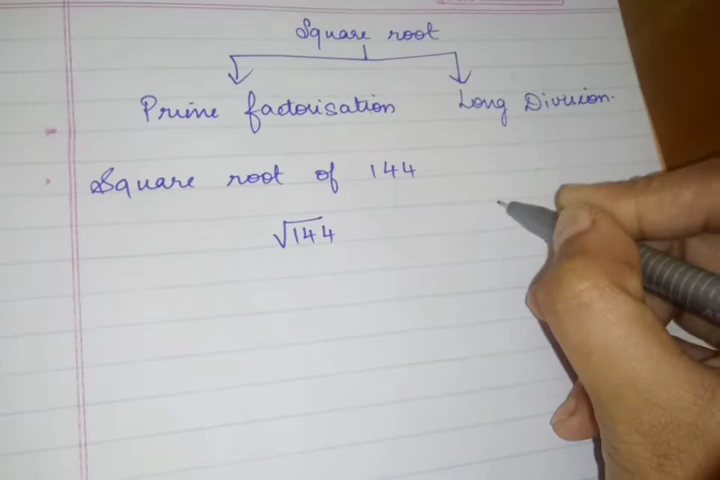 Square root
Prime factorisation Long Division.
Square root of 144
√144